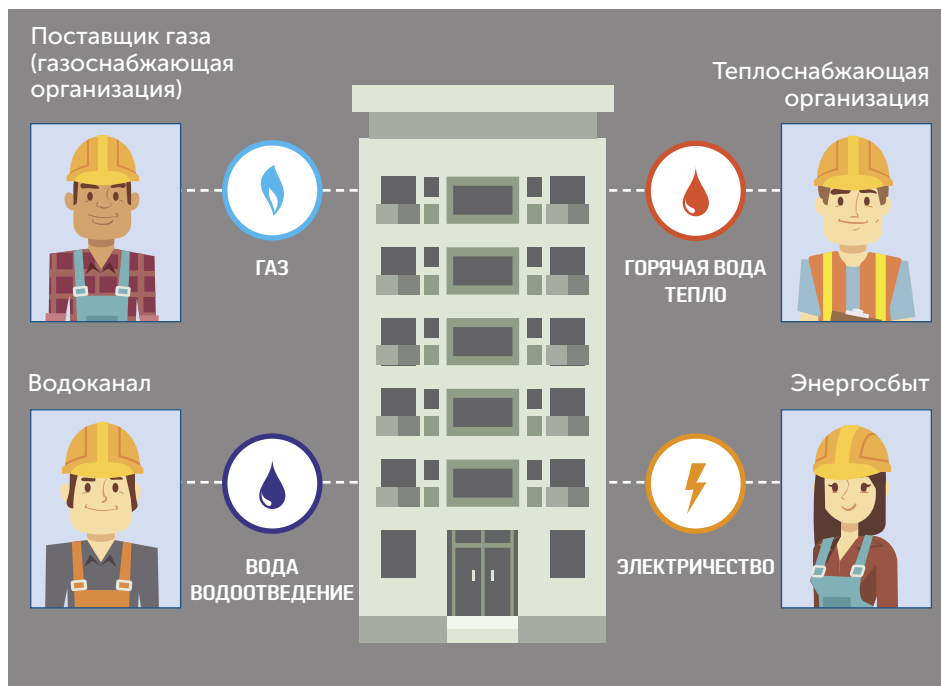 Поставщик газа
(газоснабжающая
организация)
Теплоснабжающая
организация
ГАЗ
ГОРЯЧАЯ ВОДА
ТЕПЛО
Водоканал
Энергосбыт
ВОДА
ВОДООТВЕДЕНИЕ
ЭЛЕКТРИЧЕСТВО